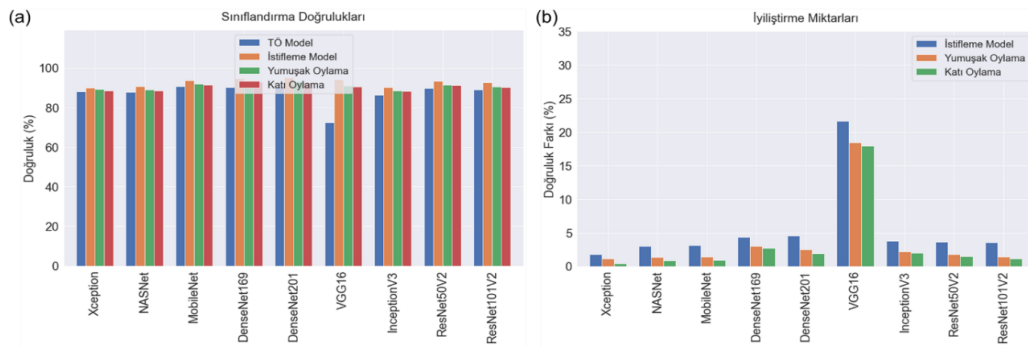 (a)
Sınıflandırma Doğrulukları
TÖ Model
İstifleme Model
Yumuşak Oylama
Katı Oylama
Doğruluk (%)
100
80
60
40
20
0
Xception
NASNet
MobileNet
DenseNet169
DenseNet201
VGG16
InceptionV3
ResNet50V2
ResNet101V2
(b)
İyiliştirme Miktarları
İstifleme Model
Yumuşak Oylama
Katı Oylama
Doğruluk Farkı (%)
35
30
25
20
15
10
5
0
Xception
NASNet
MobileNet
DenseNet169
DenseNet201
VGG16
InceptionV3
ResNet50V2
ResNet101V2